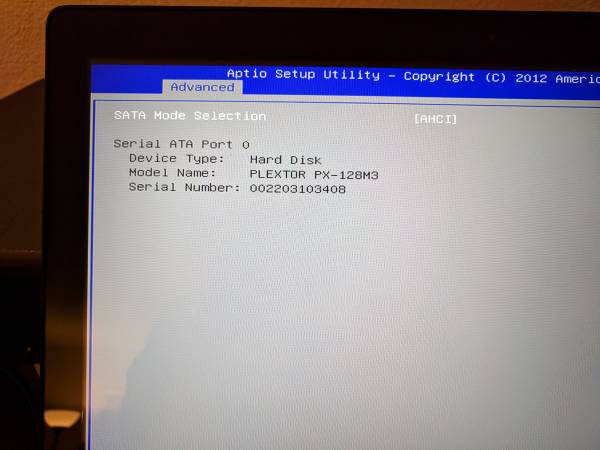 Aptio Setup Utility - Copyright (C) 2012
Advanced
SATA Mode Selection [AHCI]
Serial ATA Port 0
Device Type: Hard Disk
Model Name: PLEXTOR PX-128M3
Serial Number: 002203103408